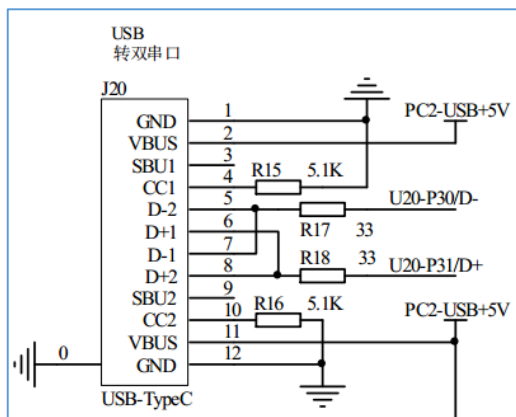 USB
转双串口
J20
GND 1
PC2-USB+5V
VBUS 2
SBU1 3
CC1 4 R15 5.1K
D-2 5 U20-P30/D-
R17 33
D+1 6
D-1 7
R18 33
D+2 8 U20-P31/D+
SBU2 9
CC2 10 R16 5.1K
PC2-USB+5V
VBUS 11
0 GND 12
USB-TypeC